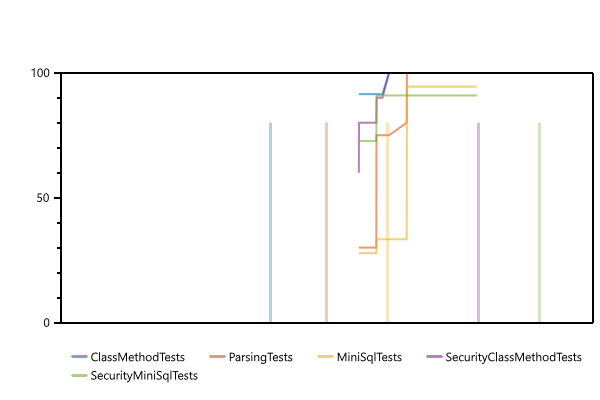 100
50
0
ClassMethodTests ParsingTests MiniSqlTests SecurityClassMethodTests
SecurityMiniSqlTests